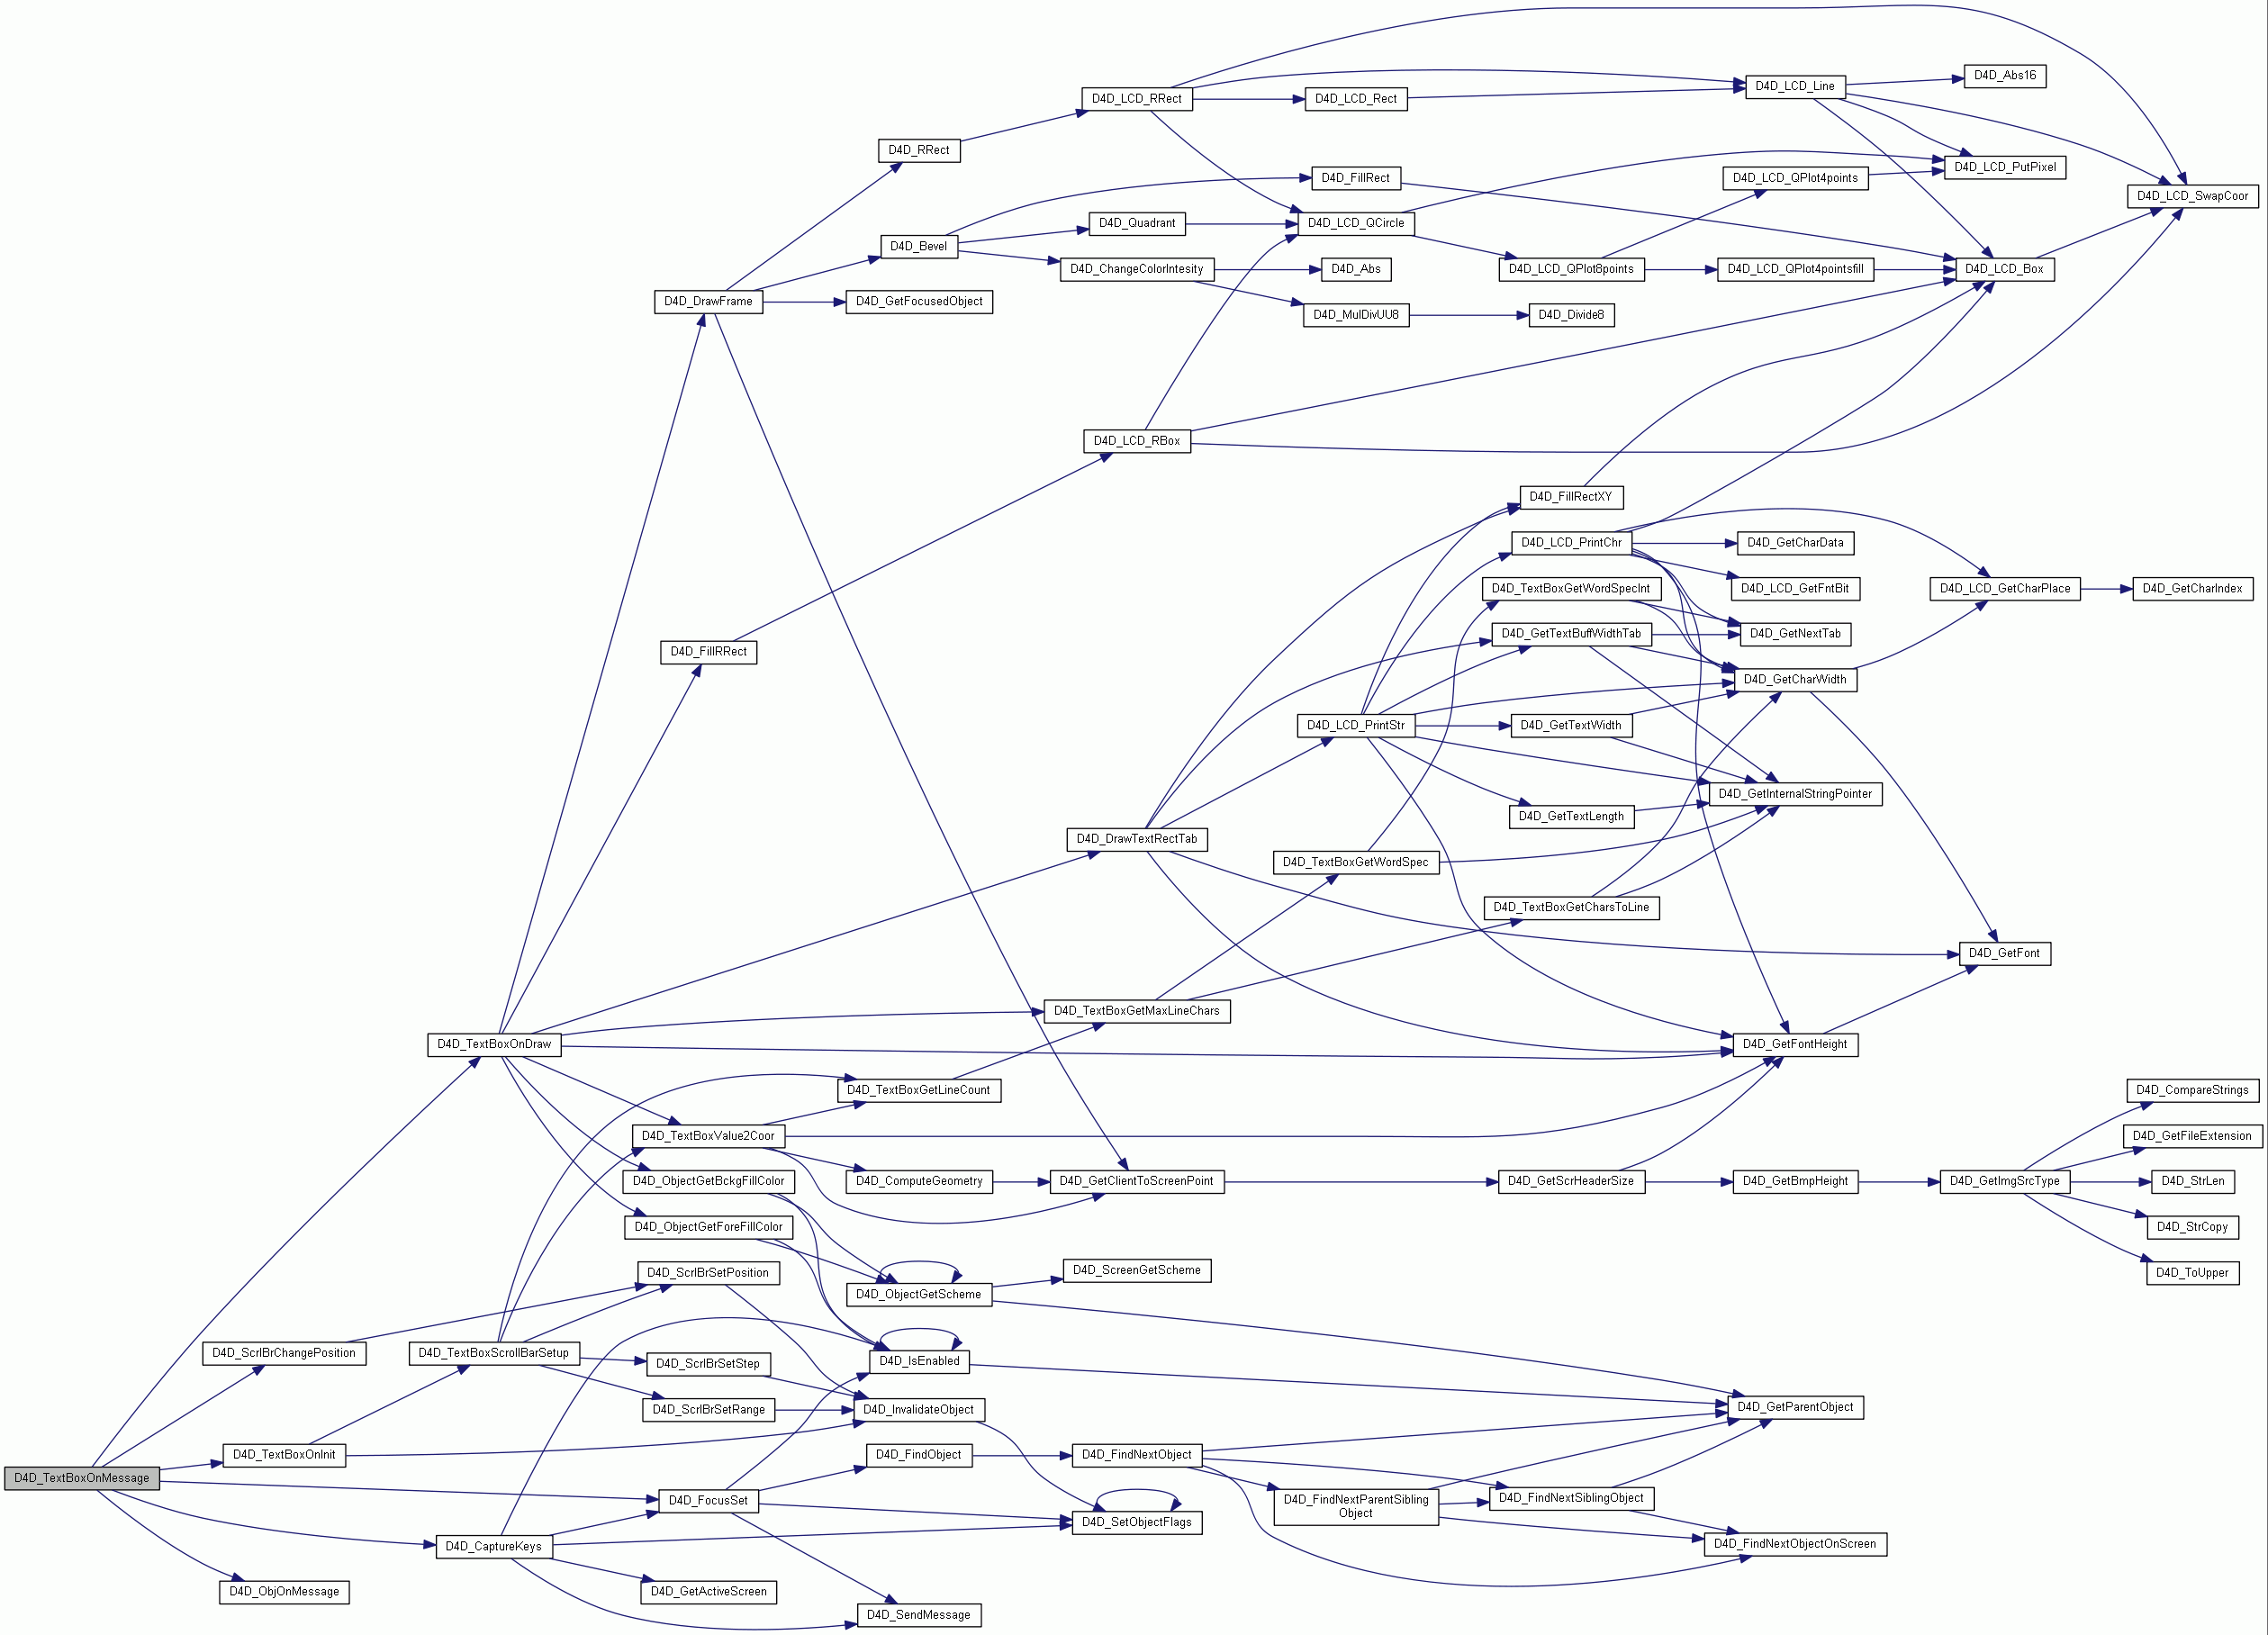 D4D_Abs16
D4D_LCD_Line
D4D_LCD_RRect
D4D_LCD_Rect
D4D_RRect
D4D_LCD_PutPixel
D4D_FillRect
D4D_LCD_QPlot4points
D4D_LCD_SwapCoor
D4D_Quadrant
D4D_LCD_QCircle
D4D_Bevel
D4D_ChangeColorIntesity
D4D_Abs
D4D_LCD_QPlot8points
D4D_LCD_QPlot4pointsfill
D4D_LCD_Box
D4D_DrawFrame
D4D_GetFocusedObject
D4D_MulDivUU8
D4D_Divide8
D4D_LCD_RBox
D4D_FillRectXY
D4D_LCD_PrintChr
D4D_GetCharData
D4D_TextBoxGetWordSpecInt
D4D_LCD_GetFntBit
D4D_LCD_GetCharPlace
D4D_GetCharIndex
D4D_GetTextBuffWidthTab
D4D_GetNextTab
D4D_FillRRect
D4D_GetCharWidth
D4D_LCD_PrintStr
D4D_GetTextWidth
D4D_GetInternalStringPointer
D4D_GetTextLength
D4D_DrawTextRectTab
D4D_TextBoxGetWordSpec
D4D_TextBoxGetCharsToLine
D4D_GetFont
D4D_TextBoxGetMaxLineChars
D4D_TextBoxOnDraw
D4D_GetFontHeight
D4D_TextBoxGetLineCount
D4D_CompareStrings
D4D_TextBoxValue2Coor
D4D_GetFileExtension
D4D_ObjectGetBckgFillColor
D4D_ComputeGeometry
D4D_GetClientToScreenPoint
D4D_GetScrHeaderSize
D4D_GetBmpHeight
D4D_GetImgSrcType
D4D_StrLen
D4D_ObjectGetForeFillColor
D4D_StrCopy
D4D_ScrlBrSetPosition
D4D_ScreenGetScheme
D4D_ToUpper
D4D_ObjectGetScheme
D4D_ScrlBrChangePosition
D4D_TextBoxScrollBarSetup
D4D_ScrlBrSetStep
D4D_IsEnabled
D4D_ScrlBrSetRange
D4D_InvalidateObject
D4D_GetParentObject
D4D_TextBoxOnInit
D4D_FindObject
D4D_FindNextObject
D4D_TextBoxOnMessage
D4D_FocusSet
D4D_FindNextParentSibling
Object
D4D_FindNextSiblingObject
D4D_SetObjectFlags
D4D_CaptureKeys
D4D_FindNextObjectOnScreen
D4D_ObjOnMessage
D4D_GetActiveScreen
D4D_SendMessage